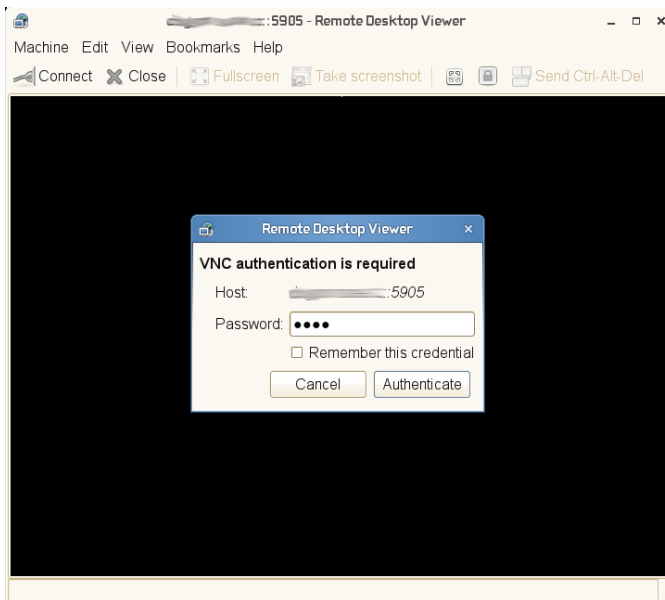 ::5905 - Remote Desktop Viewer
Machine Edit View Bookmarks Help
Connect Close Fullscreen Take screenshot Send Ctrl-Alt-Del
Remote Desktop Viewer
VNC authentication is required
Host: ::5905
Password: ••••
Remember this credential
Cancel Authenticate